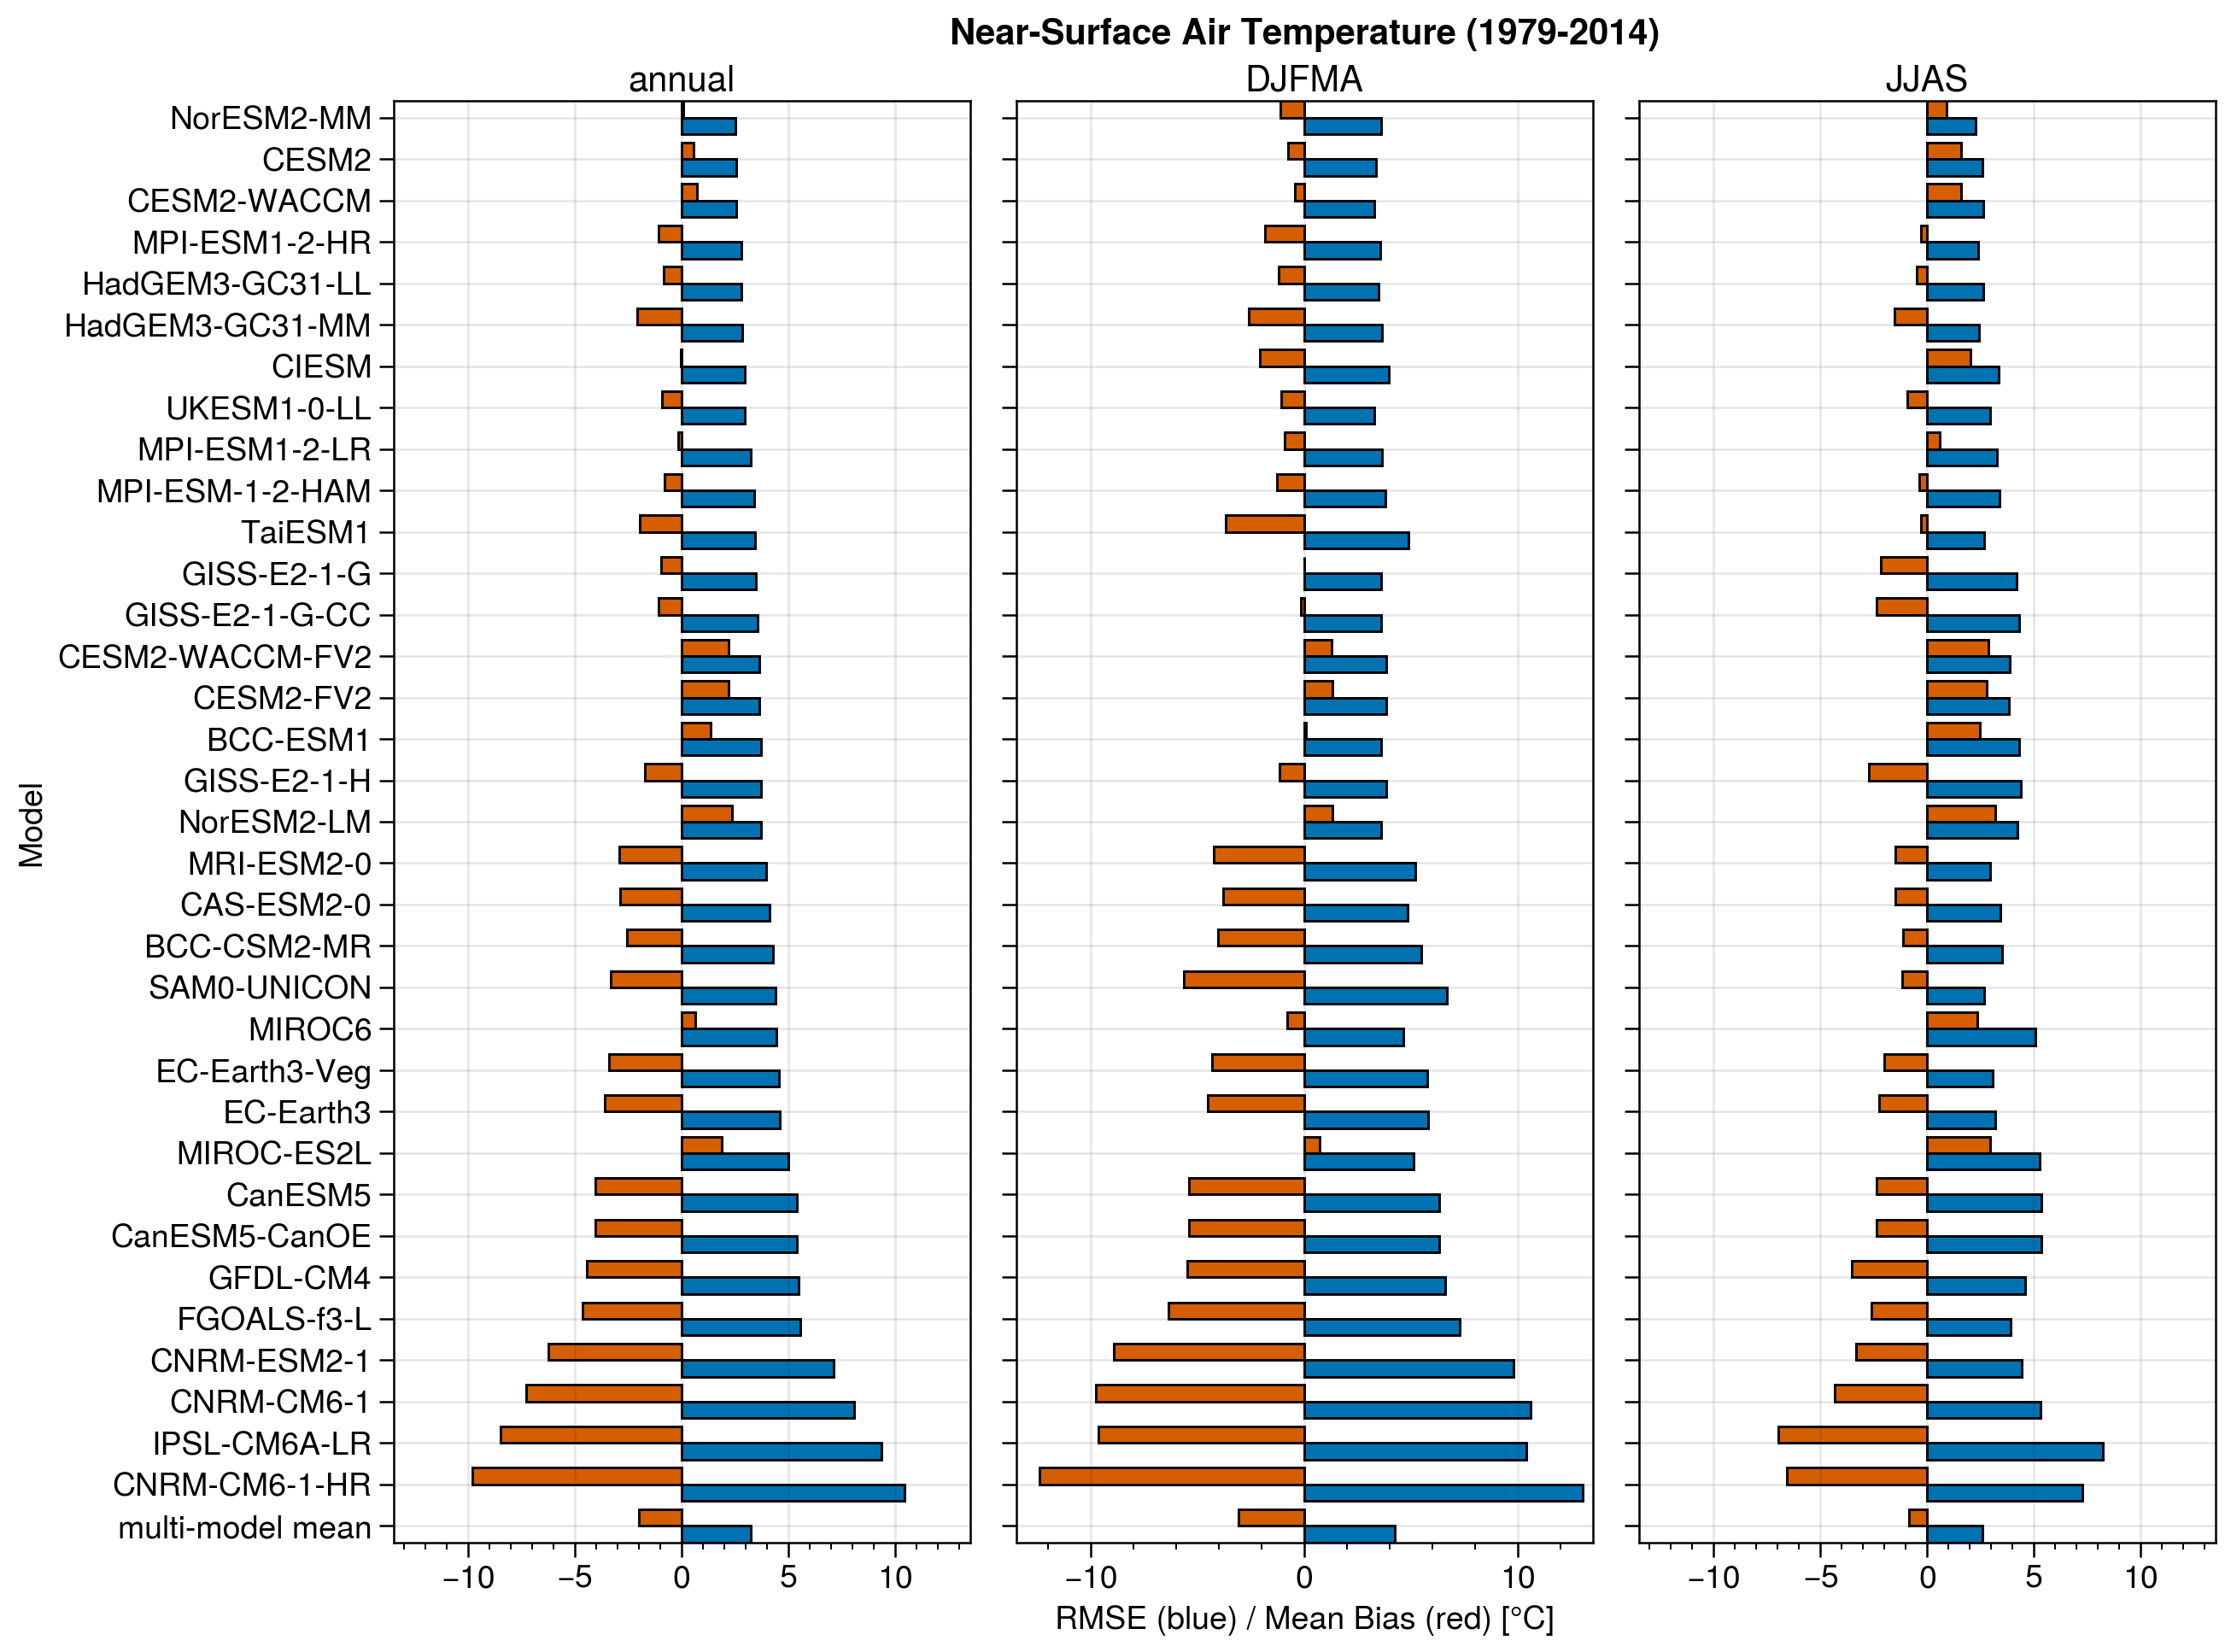 Near-Surface Air Temperature (1979-2014)
annual
DJFMA
JJAS
Model
NorESM2-MM
CESM2
CESM2-WACCM
MPI-ESM1-2-HR
HadGEM3-GC31-LL
HadGEM3-GC31-MM
CIESM
UKESM1-0-LL
MPI-ESM1-2-LR
MPI-ESM-1-2-HAM
TaiESM1
GISS-E2-1-G
GISS-E2-1-G-CC
CESM2-WACCM-FV2
CESM2-FV2
BCC-ESM1
GISS-E2-1-H
NorESM2-LM
MRI-ESM2-0
CAS-ESM2-0
BCC-CSM2-MR
SAM0-UNICON
MIROC6
EC-Earth3-Veg
EC-Earth3
MIROC-ES2L
CanESM5
CanESM5-CanOE
GFDL-CM4
FGOALS-f3-L
CNRM-ESM2-1
CNRM-CM6-1
IPSL-CM6A-LR
CNRM-CM6-1-HR
multi-model mean
−10 −5 0 5 10
−10 0 10
−10 −5 0 5 10
RMSE (blue) / Mean Bias (red) [°C]